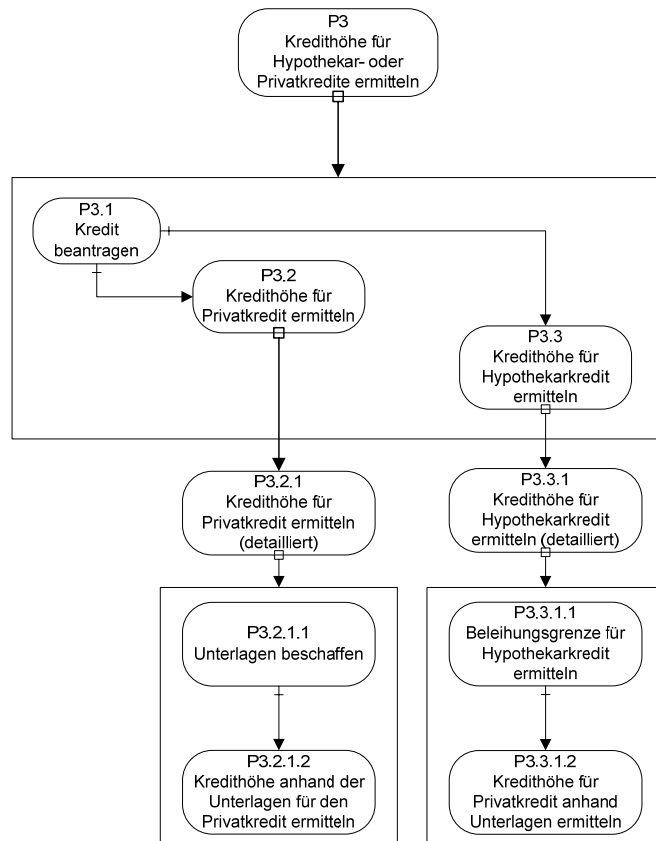 P3
Kredithöhe für
Hypothekar- oder
Privatkredite ermitteln
P3.1
Kredit
beantragen
P3.2
Kredithöhe für
Privatkredit ermitteln
P3.3
Kredithöhe für
Hypothekarkredit
ermitteln
P3.2.1
Kredithöhe für
Privatkredit ermitteln
(detailliert)
P3.3.1
Kredithöhe für
Hypothekarkredit
ermitteln (detailliert)
P3.2.1.1
Unterlagen beschaffen
P3.3.1.1
Beleihungsgrenze für
Hypothekarkredit
ermitteln
P3.2.1.2
Kredithöhe anhand der
Unterlagen für den
Privatkredit ermitteln
P3.3.1.2
Kredithöhe für
Privatkredit anhand
Unterlagen ermitteln